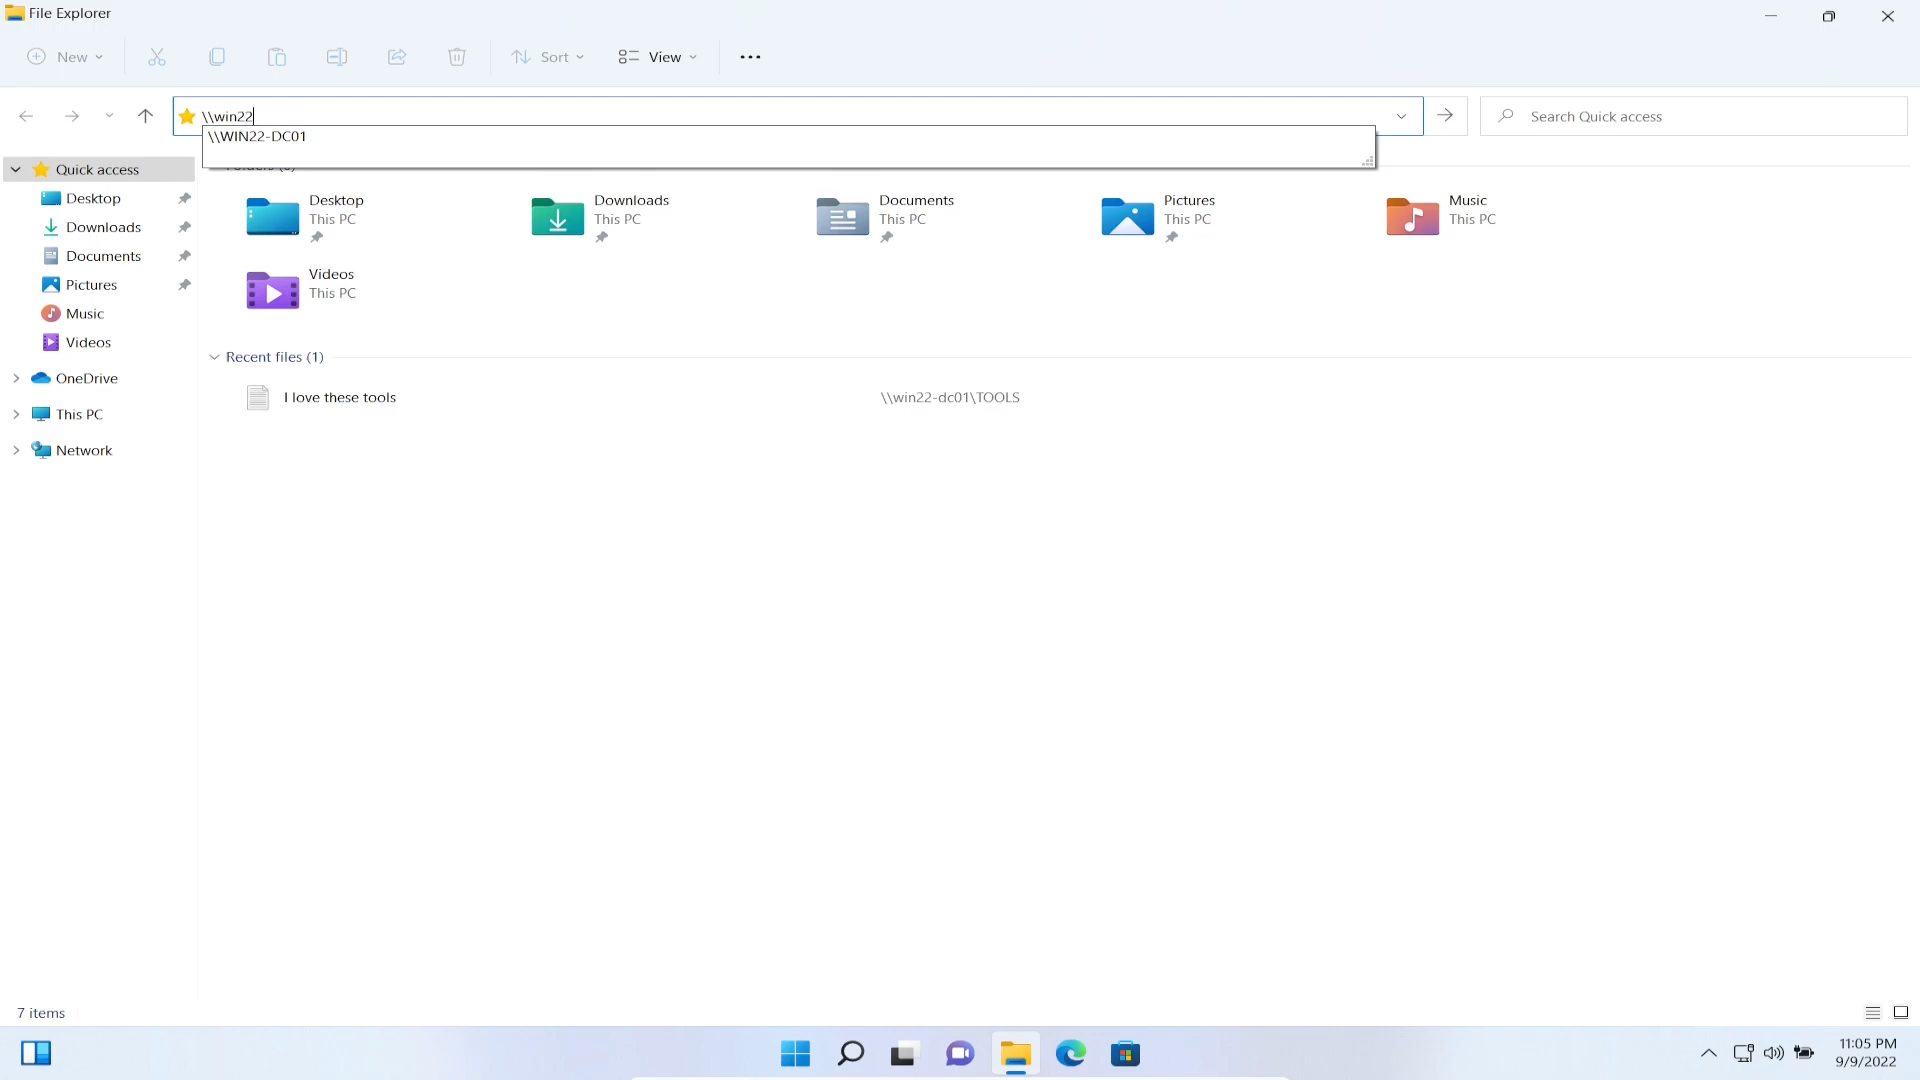 File Explorer
New
Sort
View
\\win22
Search Quick access
\\WIN22-DC01
Quick access
Desktop
Downloads
Documents
Pictures
Music
Videos
OneDrive
This PC
Network
Desktop
This PC
Downloads
This PC
Documents
This PC
Pictures
This PC
Music
This PC
Videos
This PC
Recent files (1)
I love these tools
\\win22-dc01\TOOLS
7 items
11:05 PM
9/9/2022